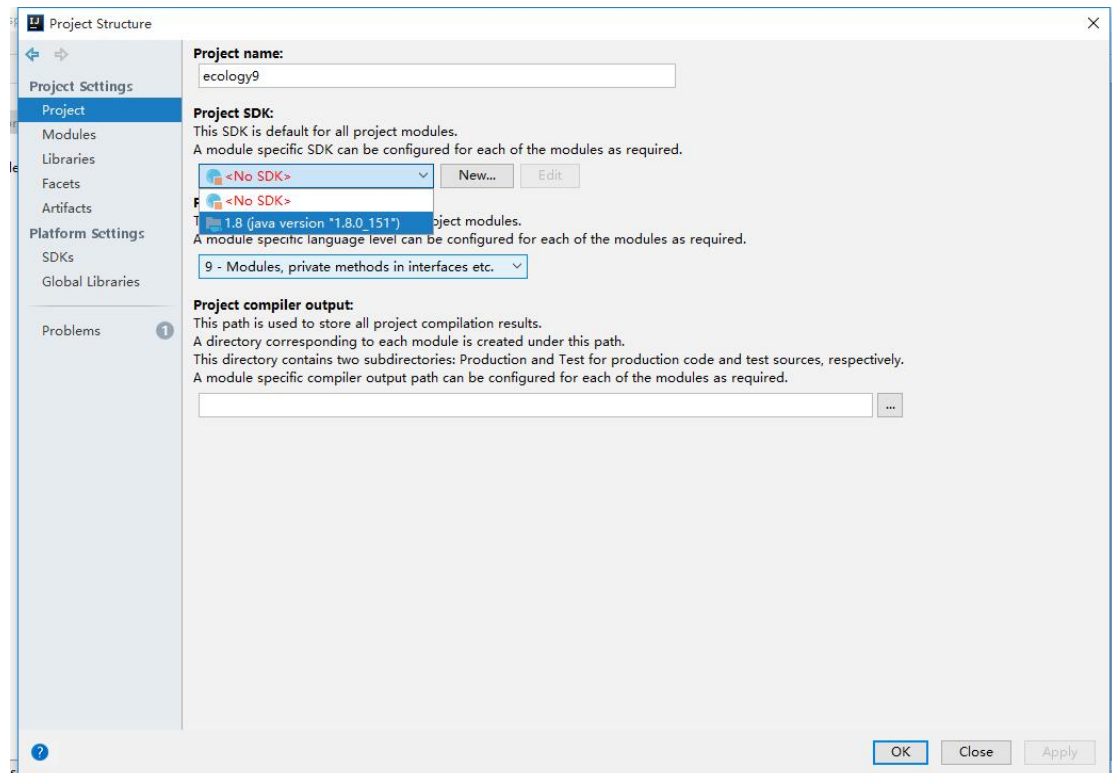 Project Structure
Project Settings
Project
Modules
Libraries
Facets
Artifacts
Platform Settings
SDKs
Global Libraries
Problems 1
Project name:
ecology9
Project SDK:
This SDK is default for all project modules.
A module specific SDK can be configured for each of the modules as required.
<No SDK> New... Edit
<No SDK>
1.8 (java version "1.8.0_151") oject modules.
A module specific language level can be configured for each of the modules as required.
9 - Modules, private methods in interfaces etc.
Project compiler output:
This path is used to store all project compilation results.
A directory corresponding to each module is created under this path.
This directory contains two subdirectories: Production and Test for production code and test sources, respectively.
A module specific compiler output path can be configured for each of the modules as required.
...
? OK Close Apply